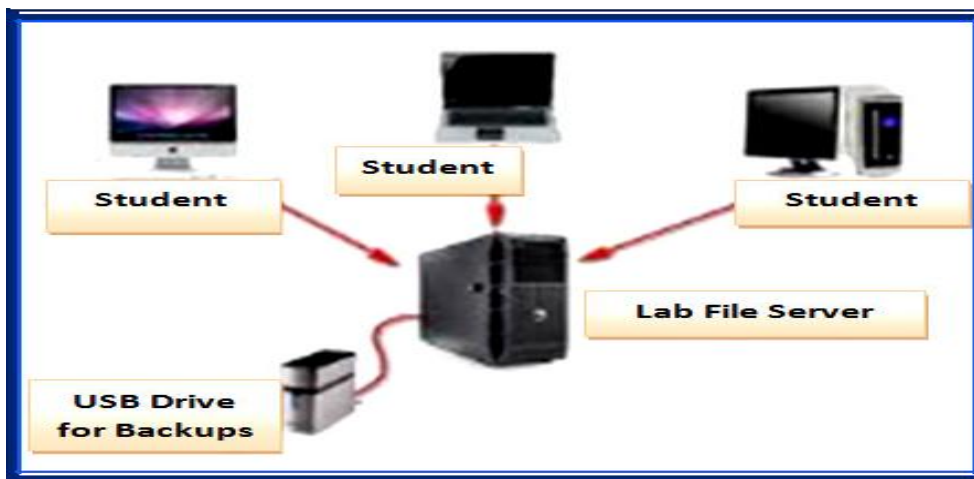 Student
Student
Student
Lab File Server
USB Drive
for Backups